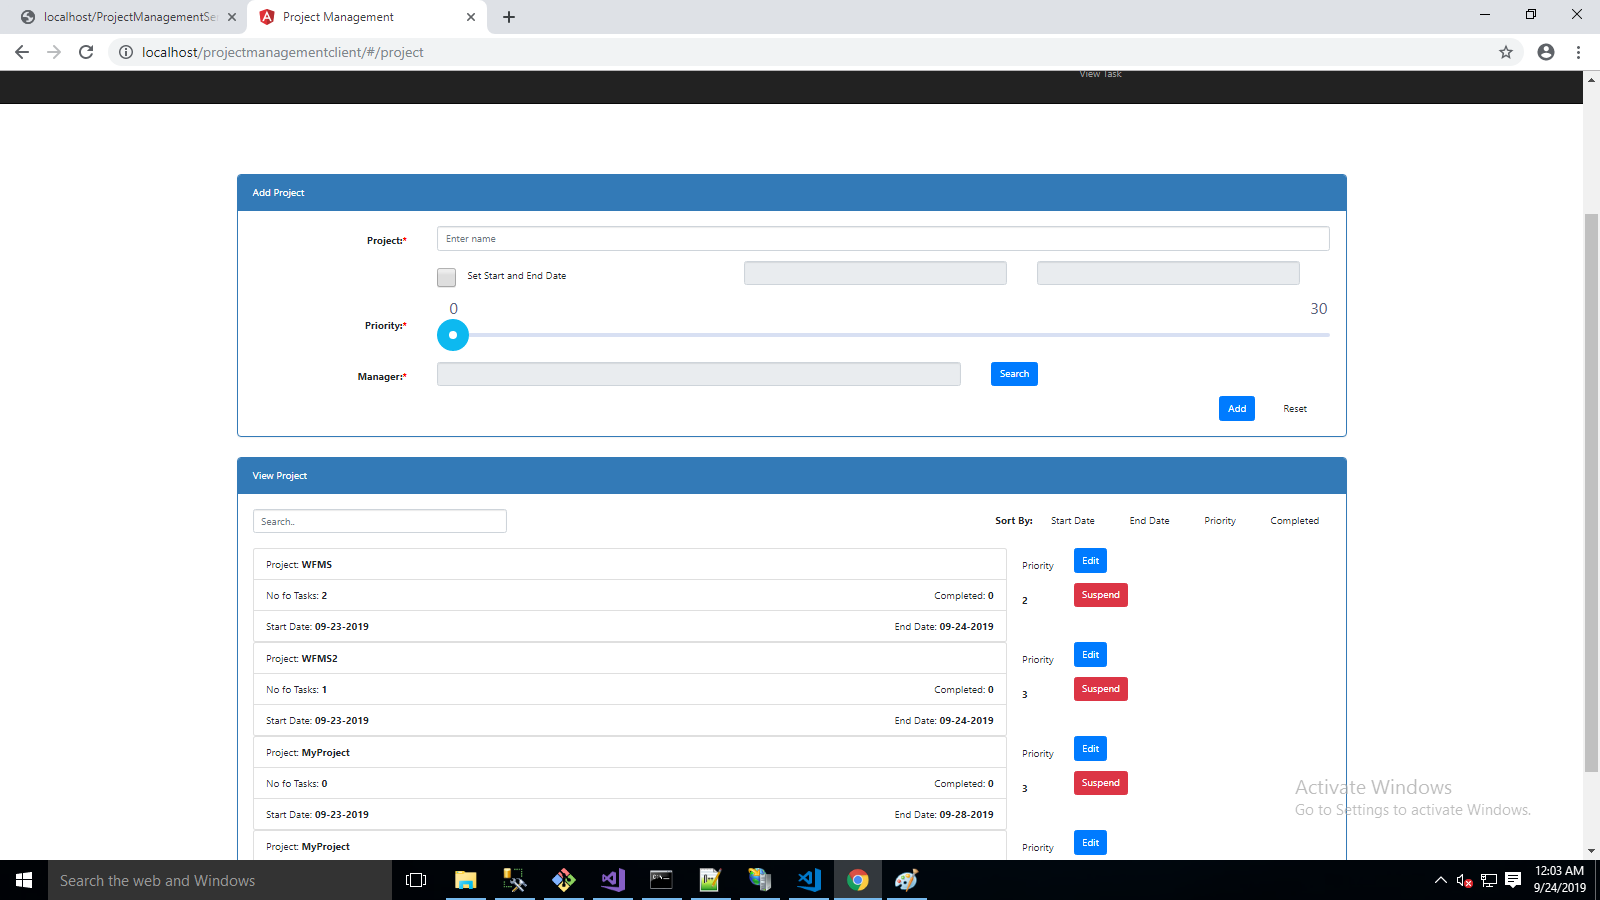 localhost/ProjectManagementSe
Project Management
localhost/projectmanagementclient/#/project
View Task
Add Project
Project:*
Enter name
Set Start and End Date
0
30
Priority:*
Manager:*
Search
Add
Reset
View Project
Search..
Sort By: Start Date End Date Priority Completed
Project: WFMS
Priority
Edit
No fo Tasks: 2
Completed: 0
2
Suspend
Start Date: 09-23-2019
End Date: 09-24-2019
Project: WFMS2
Priority
Edit
No fo Tasks: 1
Completed: 0
3
Suspend
Start Date: 09-23-2019
End Date: 09-24-2019
Project: MyProject
Priority
Edit
No fo Tasks: 0
Completed: 0
3
Suspend
Start Date: 09-23-2019
End Date: 09-28-2019
Project: MyProject
Priority
Edit
Activate Windows
Go to Settings to activate Windows.
Search the web and Windows
12:03 AM
9/24/2019